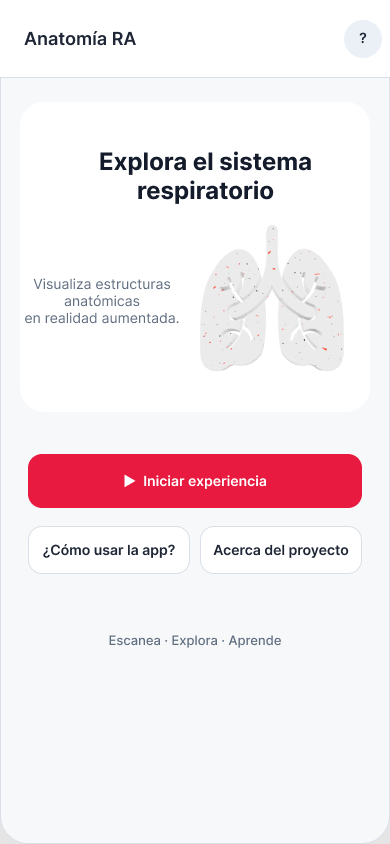 Anatomía RA
?
Explora el sistema
respiratorio
Visualiza estructuras
anatómicas
en realidad aumentada.
▶ Iniciar experiencia
¿Cómo usar la app?
Acerca del proyecto
Escanea · Explora · Aprende